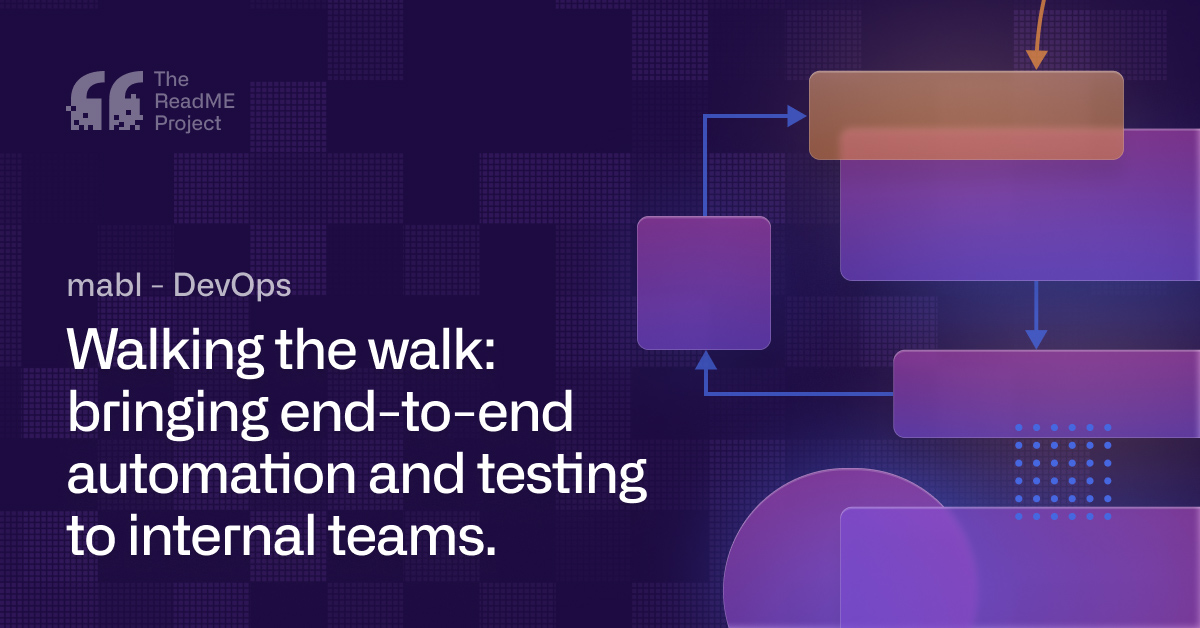 The
ReadME
Project
mabl - DevOps
Walking the walk:
bringing end-to-end
automation and testing
to internal teams.